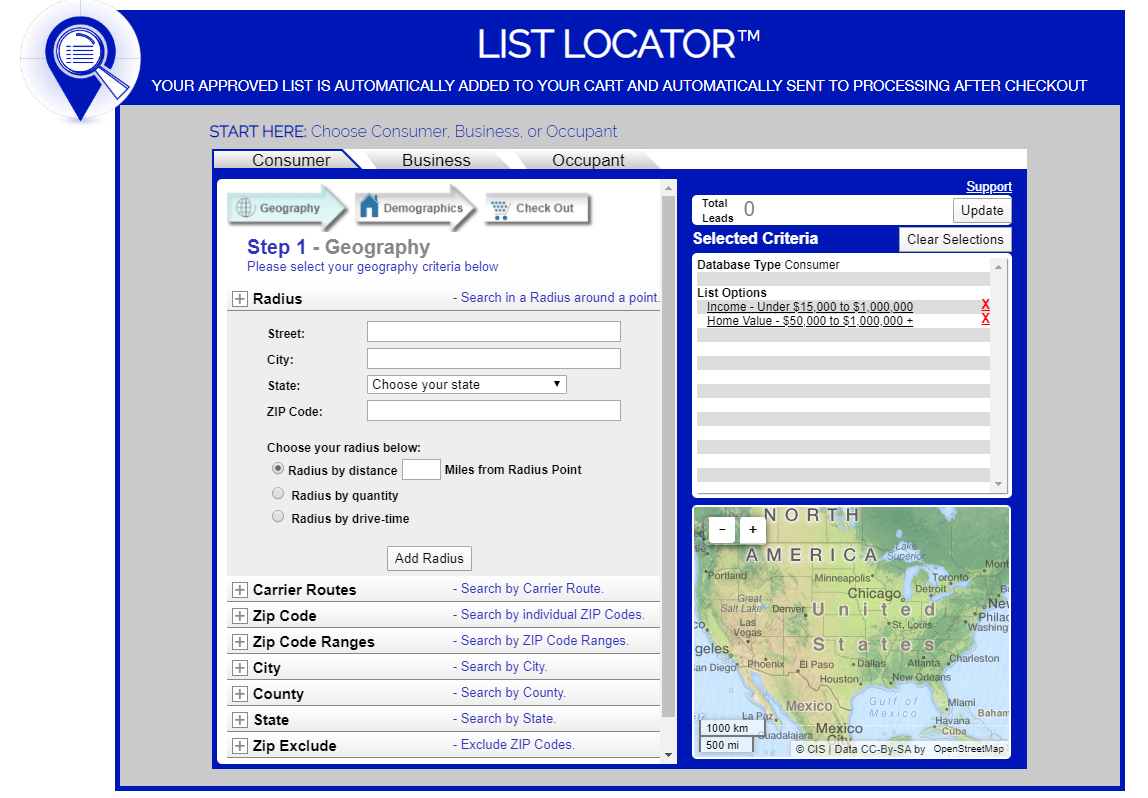 LIST LOCATOR™
YOUR APPROVED LIST IS AUTOMATICALLY ADDED TO YOUR CART AND AUTOMATICALLY SENT TO PROCESSING AFTER CHECKOUT
START HERE: Choose Consumer, Business, or Occupant
Consumer Business Occupant
Geography Demographics Check Out
Step 1 - Geography
Please select your geography criteria below
Radius - Search in a Radius around a point.
Street:
City:
State: Choose your state
ZIP Code:
Choose your radius below:
Radius by distance Miles from Radius Point
Radius by quantity
Radius by drive-time
Add Radius
Carrier Routes - Search by Carrier Route.
Zip Code - Search by individual ZIP Codes.
Zip Code Ranges - Search by ZIP Code Ranges.
City - Search by City.
County - Search by County.
State - Search by State.
Zip Exclude - Exclude ZIP Codes.
Support
Total
Leads 0 Update
Selected Criteria Clear Selections
Database Type Consumer
List Options
Income - Under $15,000 to $1,000,000 X
Home Value - $50,000 to $1,000,000 + X
- +
NORTH
AMERICA
Lake
Superior
Mont
Portland Minneapolis Toronto
Chicago Detroit
Great
Salt Lake Denver United Nev
St. Louis Philad
Las
Vegas Washing
States
geles
an Diego Phoenix El Paso Dallas Atlanta Charleston
Houston New Orleans
Mexico Gulf of
Mexico Miami
La Paz Havana Baham
Cuba
1000 km Guadalajara Mexico
City
500 mi © CIS | Data CC-By-SA by OpenStreetMap